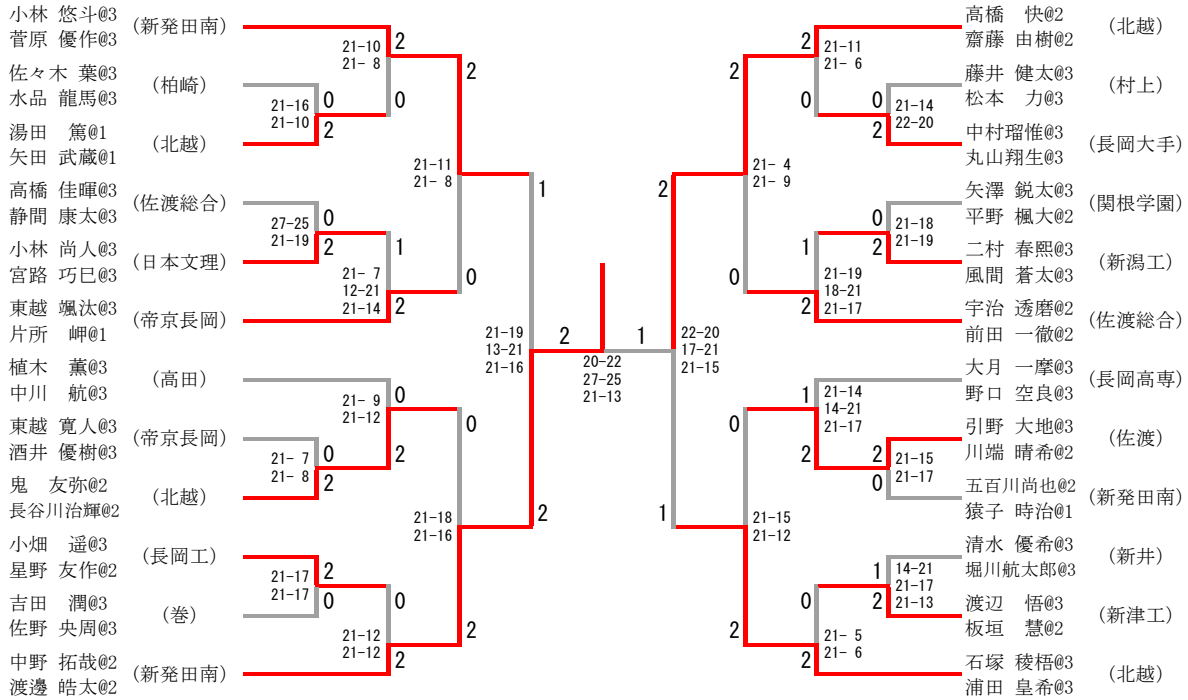 小林 悠斗@3
菅原 優作@3
(新発田南)
佐々木 葉@3
水品 龍馬@3
(柏崎)
湯田 篤@1
矢田 武蔵@1
(北越)
高橋 佳暉@3
静間 康太@3
(佐渡総合)
小林 尚人@3
宮路 巧巳@3
(日本文理)
東越 颯汰@3
片所 岬@1
(帝京長岡)
植木 薫@3
中川 航@3
(高田)
東越 寛人@3
酒井 優樹@3
(帝京長岡)
鬼 友弥@2
長谷川治輝@2
(北越)
小畑 遥@3
星野 友作@2
(長岡工)
吉田 潤@3
佐野 央周@3
(巻)
中野 拓哉@2
渡邊 皓太@2
(新発田南)
21-16
21-10
0
2
27-25
21-19
0
2
21- 7
21- 8
0
2
21-17
21-17
2
0
21-10
21- 8
2
0
21- 7
12-21
21-14
1
2
21- 9
21-12
0
2
21-12
21-12
0
2
21-11
21- 8
2
0
21-18
21-16
0
2
21-19
13-21
21-16
1
2
2
20-22
27-25
21-13
1
22-20
17-21
21-15
2
1
21- 4
21- 9
2
0
21-15
21-12
0
2
21-11
21- 6
2
0
21-19
18-21
21-17
1
2
21-14
14-21
21-17
1
2
21- 5
21- 6
0
2
21-14
22-20
0
2
21-18
21-19
0
2
21-15
21-17
2
0
14-21
21-17
21-13
1
2
高橋 快@2
齋藤 由樹@2
(北越)
藤井 健太@3
松本 力@3
(村上)
中村瑠惟@3
丸山翔生@3
(長岡大手)
矢澤 鋭太@3
平野 楓大@2
(関根学園)
二村 春熙@3
風間 蒼太@3
(新潟工)
宇治 透磨@2
前田 一徹@2
(佐渡総合)
大月 一摩@3
野口 空良@3
(長岡高専)
引野 大地@3
川端 晴希@2
(佐渡)
五百川尚也@2
猿子 時治@1
(新発田南)
清水 優希@3
堀川航太郎@3
(新井)
渡辺 悟@3
板垣 慧@2
(新津工)
石塚 稜梧@3
浦田 皇希@3
(北越)